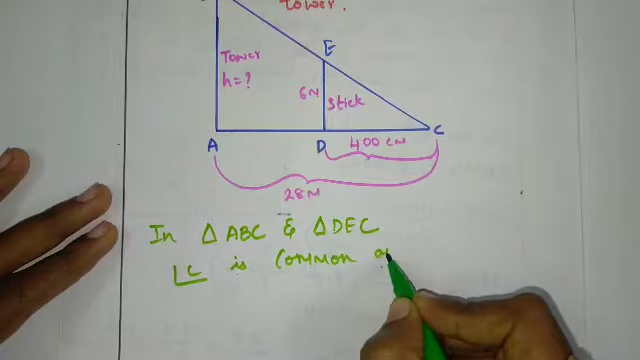 Tower.
Tower
h=?
E
6M
stick
A
D
400 CM
C
28M
In △ ABC & △ DEC
∠C is Common